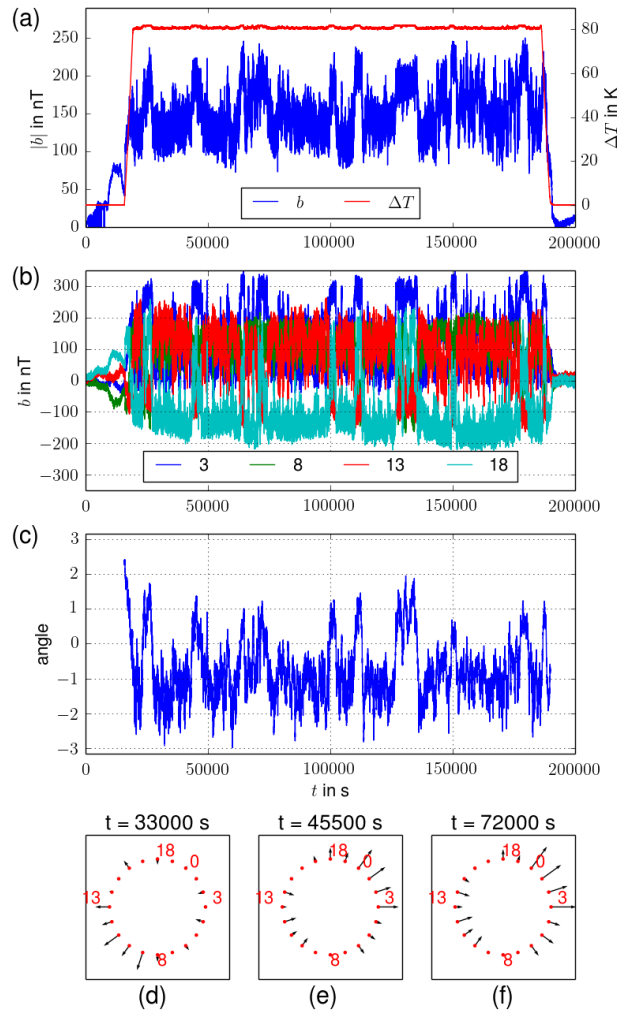 (a)
250
200
150
100
50
0
|b| in nT
80
60
40
20
0
ΔT in K
b ΔT
0 50000 100000 150000 200000
(b)
300
200
100
0
−100
−200
−300
b in nT
3 8 13 18
0 50000 100000 150000 200000
(c)
3
2
1
0
−1
−2
−3
angle
0 50000 100000 150000 200000
t in s
t = 33000 s t = 45500 s t = 72000 s
18 0 3 8 13
18 0 3 8 13
18 0 3 8 13
(d) (e) (f)